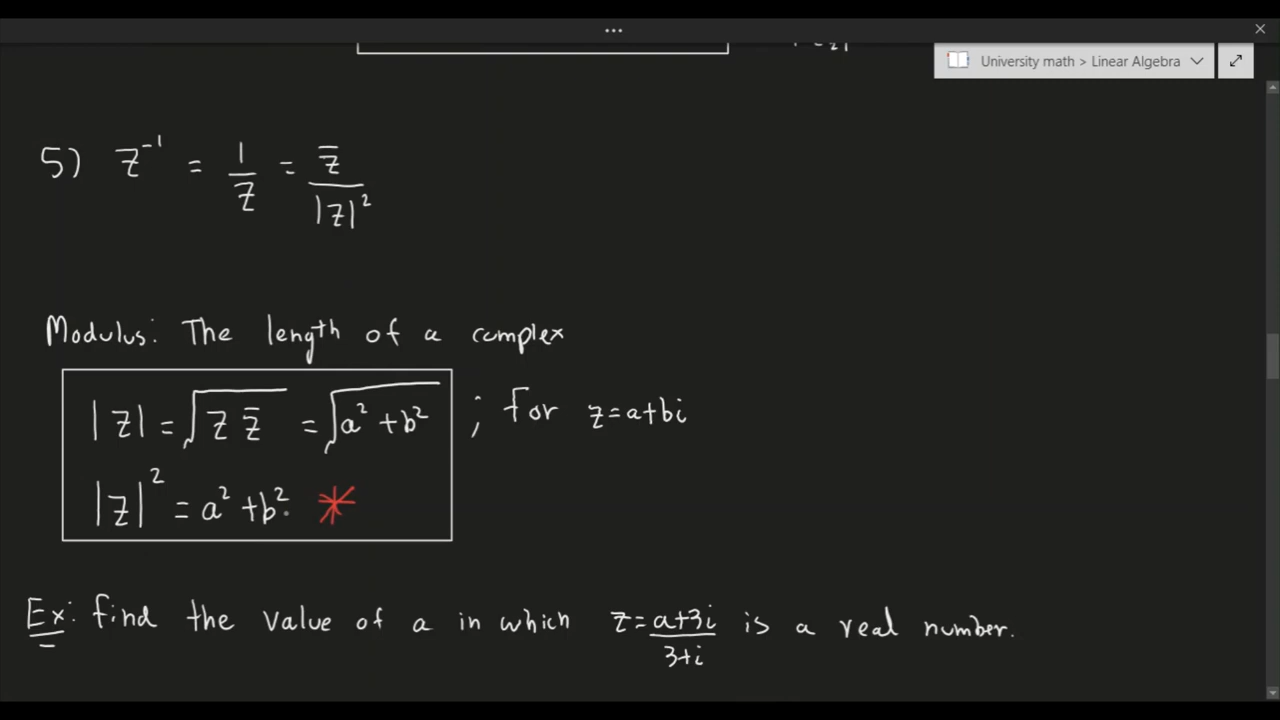 University math > Linear Algebra
5) z⁻¹ = 1/z = z̄/|z|²
Modulus: The length of a complex
|z| = √(z z̄) = √(a² + b²) ; for z=a+bi
|z|² = a² + b² *
Ex: find the value of a in which z = (a+3i)/(3+i) is a real number.